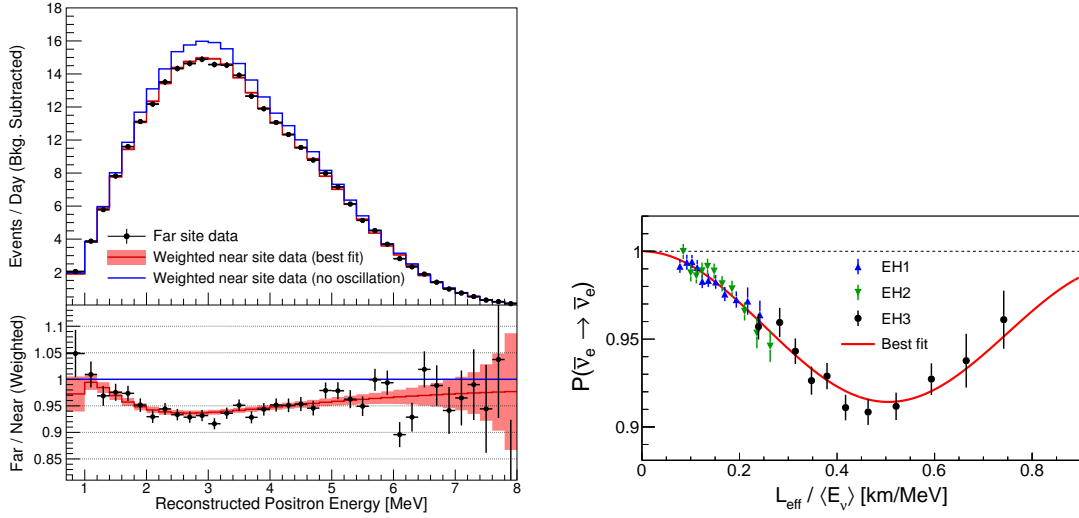 Events / Day (Bkg. Subtracted)
18
16
14
12
10
8
6
4
2
Far site data
Weighted near site data (best fit)
Weighted near site data (no oscillation)
Far / Near (Weighted)
1.1
1.05
1
0.95
0.9
0.85
1 2 3 4 5 6 7 8
Reconstructed Positron Energy [MeV]
P(ν̅e → ν̅e)
1
0.95
0.9
EH1
EH2
EH3
Best fit
0 0.2 0.4 0.6 0.8
Leff / ⟨Eν⟩ [km/MeV]